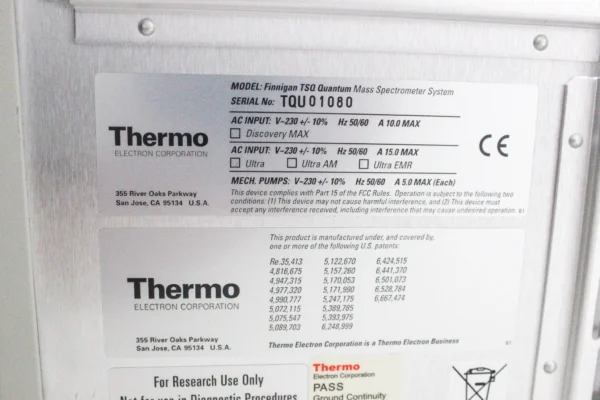 MODEL: Finnigan TSQ Quantum Mass Spectrometer System
SERIAL No: TQU01080
AC INPUT: V~230 +/- 10% Hz 50/60 A 10.0 MAX
Discovery MAX
AC INPUT: V~230 +/- 10% Hz 50/60 A 15.0 MAX
Ultra Ultra AM Ultra EMR
MECH. PUMPS: V~230 +/- 10% Hz 50/60 A 5.0 MAX (Each)
This device complies with Part 15 of the FCC Rules. Operation is subject to the following two
conditions: (1) This device may not cause harmful interference, and (2) This device must
accept any interference received, including interference that may cause undesired operation.
Thermo
ELECTRON CORPORATION
355 River Oaks Parkway
San Jose, CA 95134 U.S.A.
CE
This product is manufactured under, and covered by,
one or more of the following U.S. patents:
Re.35,413 5,122,670 6,424,515
4,816,675 5,157,260 6,441,370
4,947,315 5,170,053 6,501,073
4,977,320 5,171,990 6,528,784
4,990,777 5,247,175 6,667,474
5,072,115 5,389,785
5,075,547 5,393,975
5,089,703 6,248,999
Thermo Electron Corporation is a Thermo Electron Business
Thermo
ELECTRON CORPORATION
355 River Oaks Parkway
San Jose, CA 95134 U.S.A.
For Research Use Only
Not for use in Diagnostic Procedures
Thermo
Electron Corporation
PASS
Ground Continuity